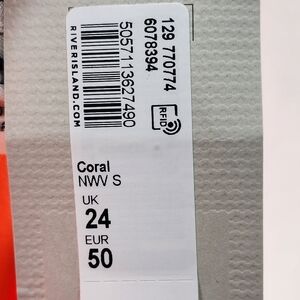 129 770774
6078394
RFID
5057113627490
RIVERISLAND.COM
Coral
NWV S
UK
24
EUR
50